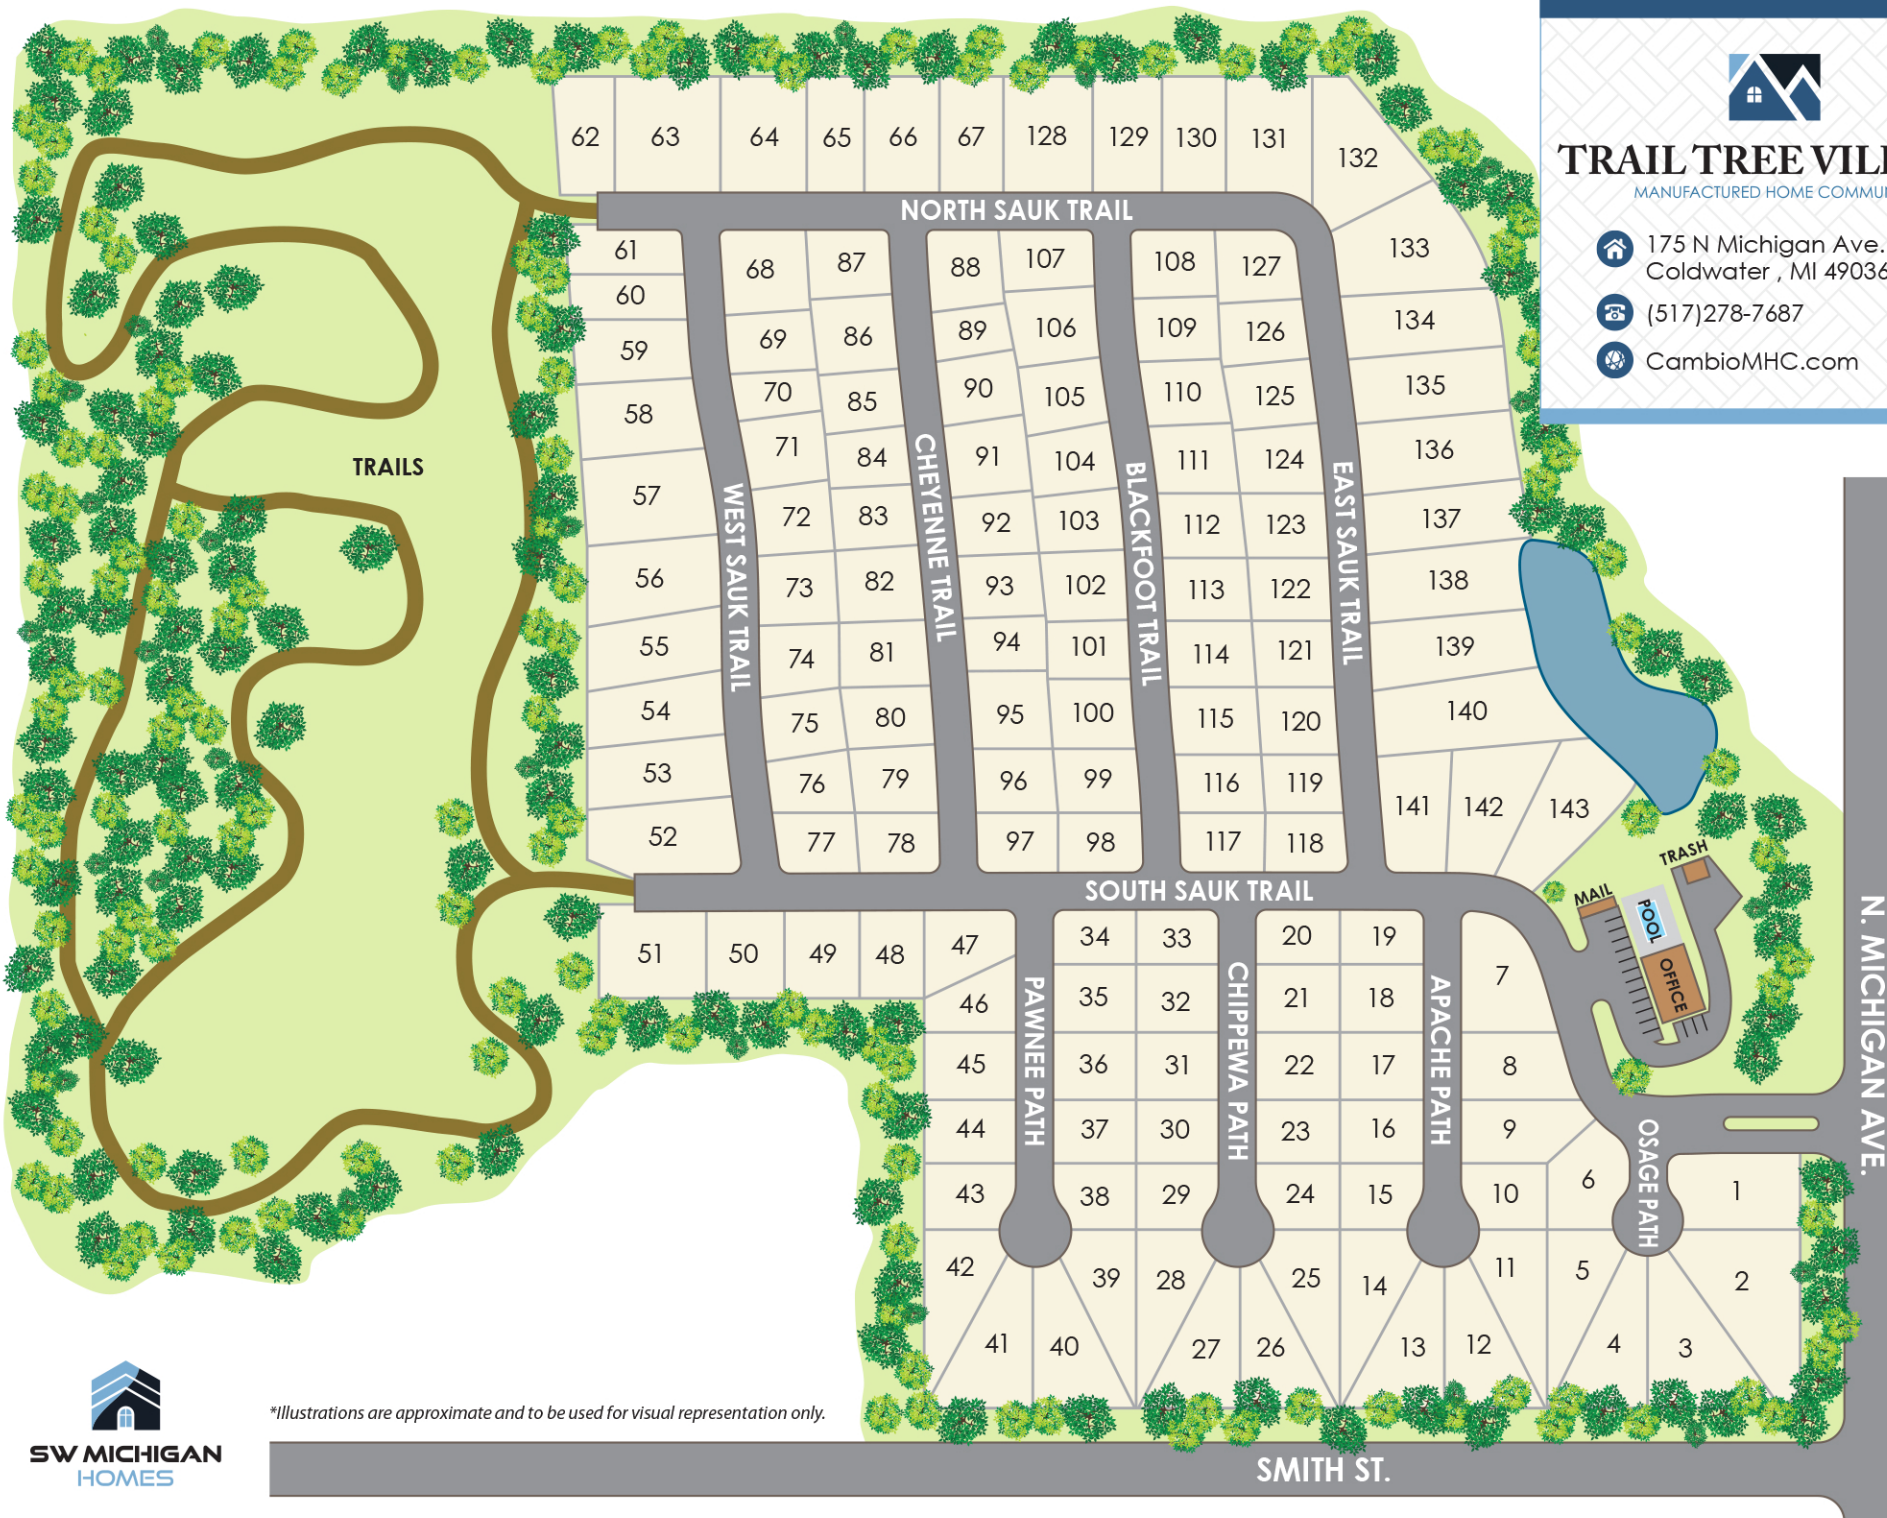 TRAIL TREE VIL
MANUFACTURED HOME COMMU
175 N Michigan Ave.
Coldwater , MI 49036
(517)278-7687
CambioMHC.com
62 63 64 65 66 67 128 129 130 131 132
NORTH SAUK TRAIL
61 68 87 88 107 108 127 133
60 69 86 89 106 109 126 134
59 70 85 90 105 110 125 135
58 71 84 91 104 111 124 136
TRAILS
57 72 83 92 103 112 123 137
56 73 82 93 102 113 122 138
55 74 81 94 101 114 121 139
54 75 80 95 100 115 120 140
53 76 79 96 99 116 119 141 142 143
52 77 78 97 98 117 118
WEST SAUK TRAIL
CHEYENNE TRAIL
BLACKFOOT TRAIL
EAST SAUK TRAIL
TRASH
MAIL
POOL
OFFICE
SOUTH SAUK TRAIL
51 50 49 48 47 34 33 20 19 7
46 35 32 21 18
45 36 31 22 17 8
44 37 30 23 16 9
43 38 29 24 15 10 6 1
42 39 28 25 14 11 5 2
41 40 27 26 13 12 4 3
PAWNEE PATH
CHIPPEWA PATH
APACHE PATH
OSAGE PATH
N. MICHIGAN AVE.
*Illustrations are approximate and to be used for visual representation only.
SW MICHIGAN
HOMES
SMITH ST.